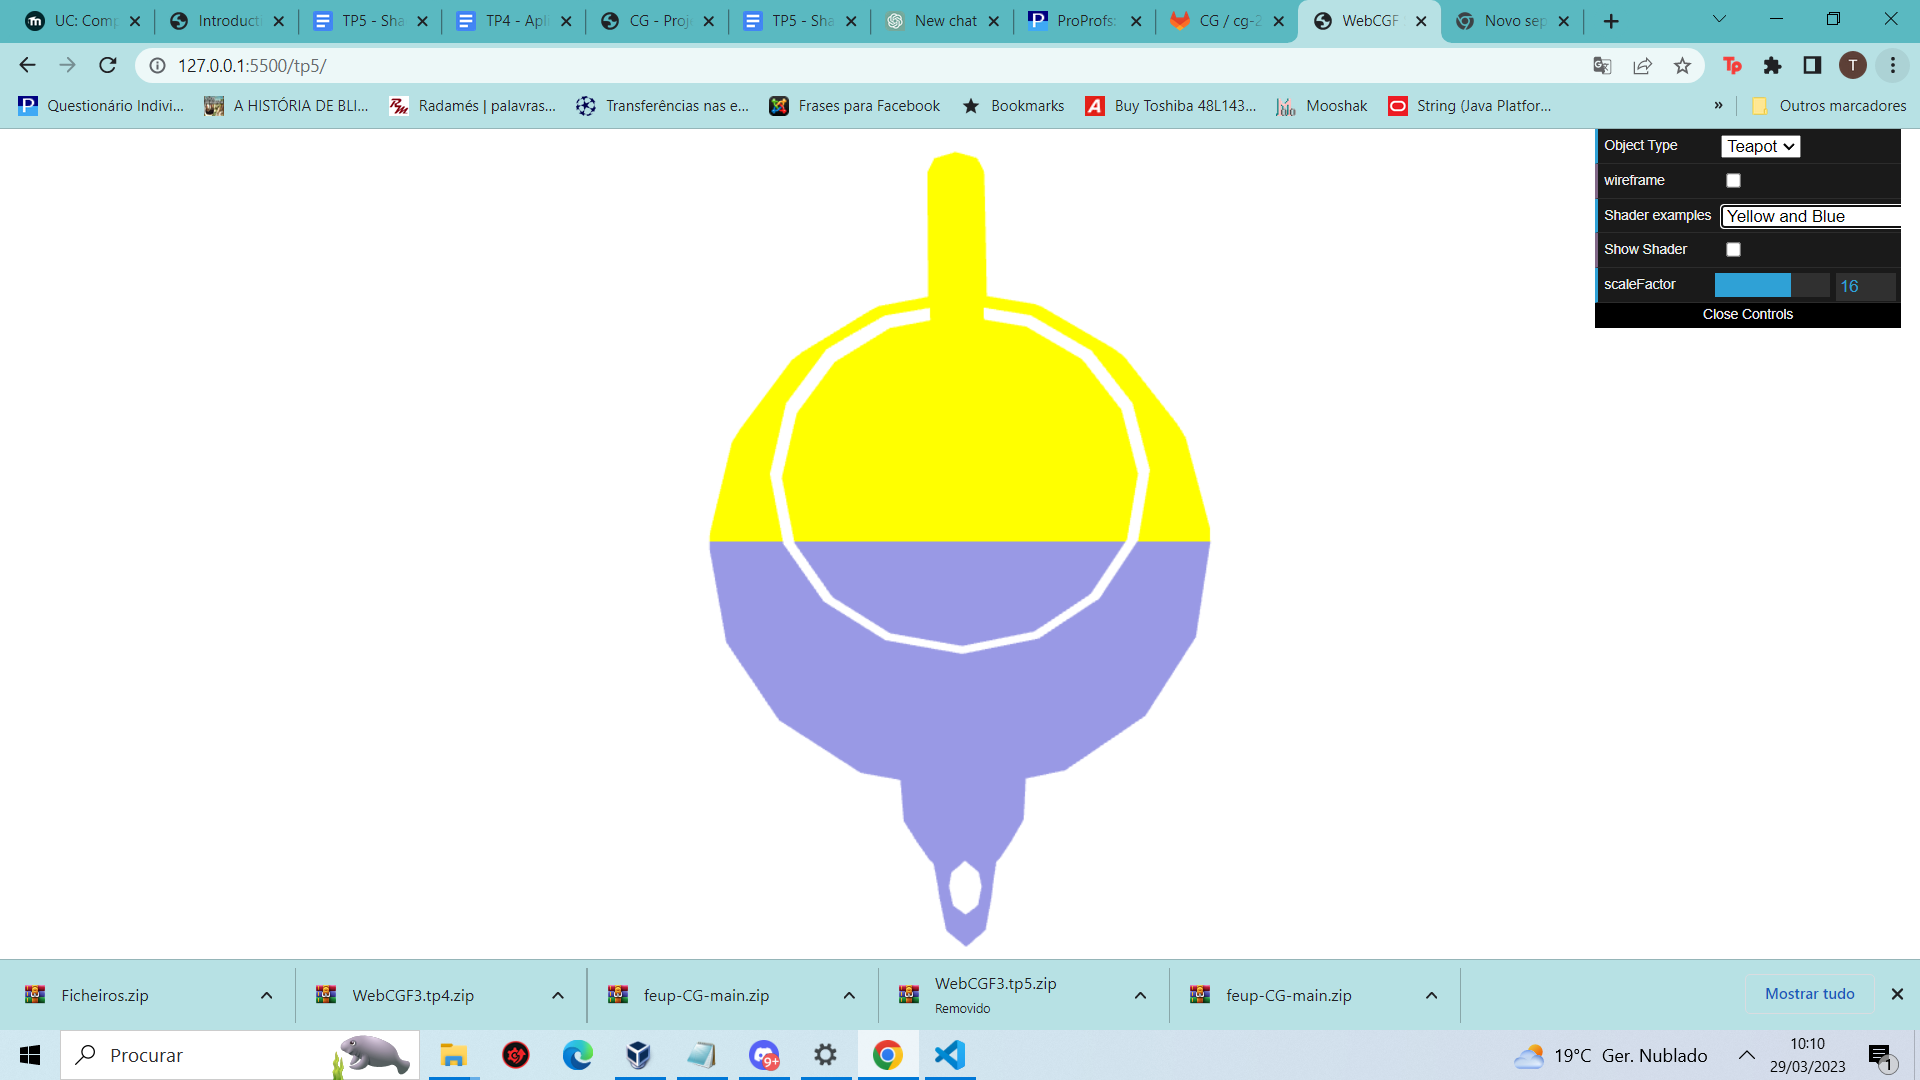 UC: Comp
Introducti
TP5 - Sha
TP4 - Apli
CG - Proje
TP5 - Sha
New chat
ProProfs:
CG / cg-2
WebCGF
Novo sep
127.0.0.1:5500/tp5/
T
Questionário Indivi...
A HISTÓRIA DE BLI...
Radamés | palavras...
Transferências nas e...
Frases para Facebook
Bookmarks
Buy Toshiba 48L143...
Mooshak
String (Java Platfor...
»
Outros marcadores
Object Type
Teapot
wireframe
Shader examples
Yellow and Blue
Show Shader
scaleFactor
16
Close Controls
Ficheiros.zip
WebCGF3.tp4.zip
feup-CG-main.zip
WebCGF3.tp5.zip
Removido
feup-CG-main.zip
Mostrar tudo
Procurar
9+
19°C Ger. Nublado
10:10
29/03/2023
1